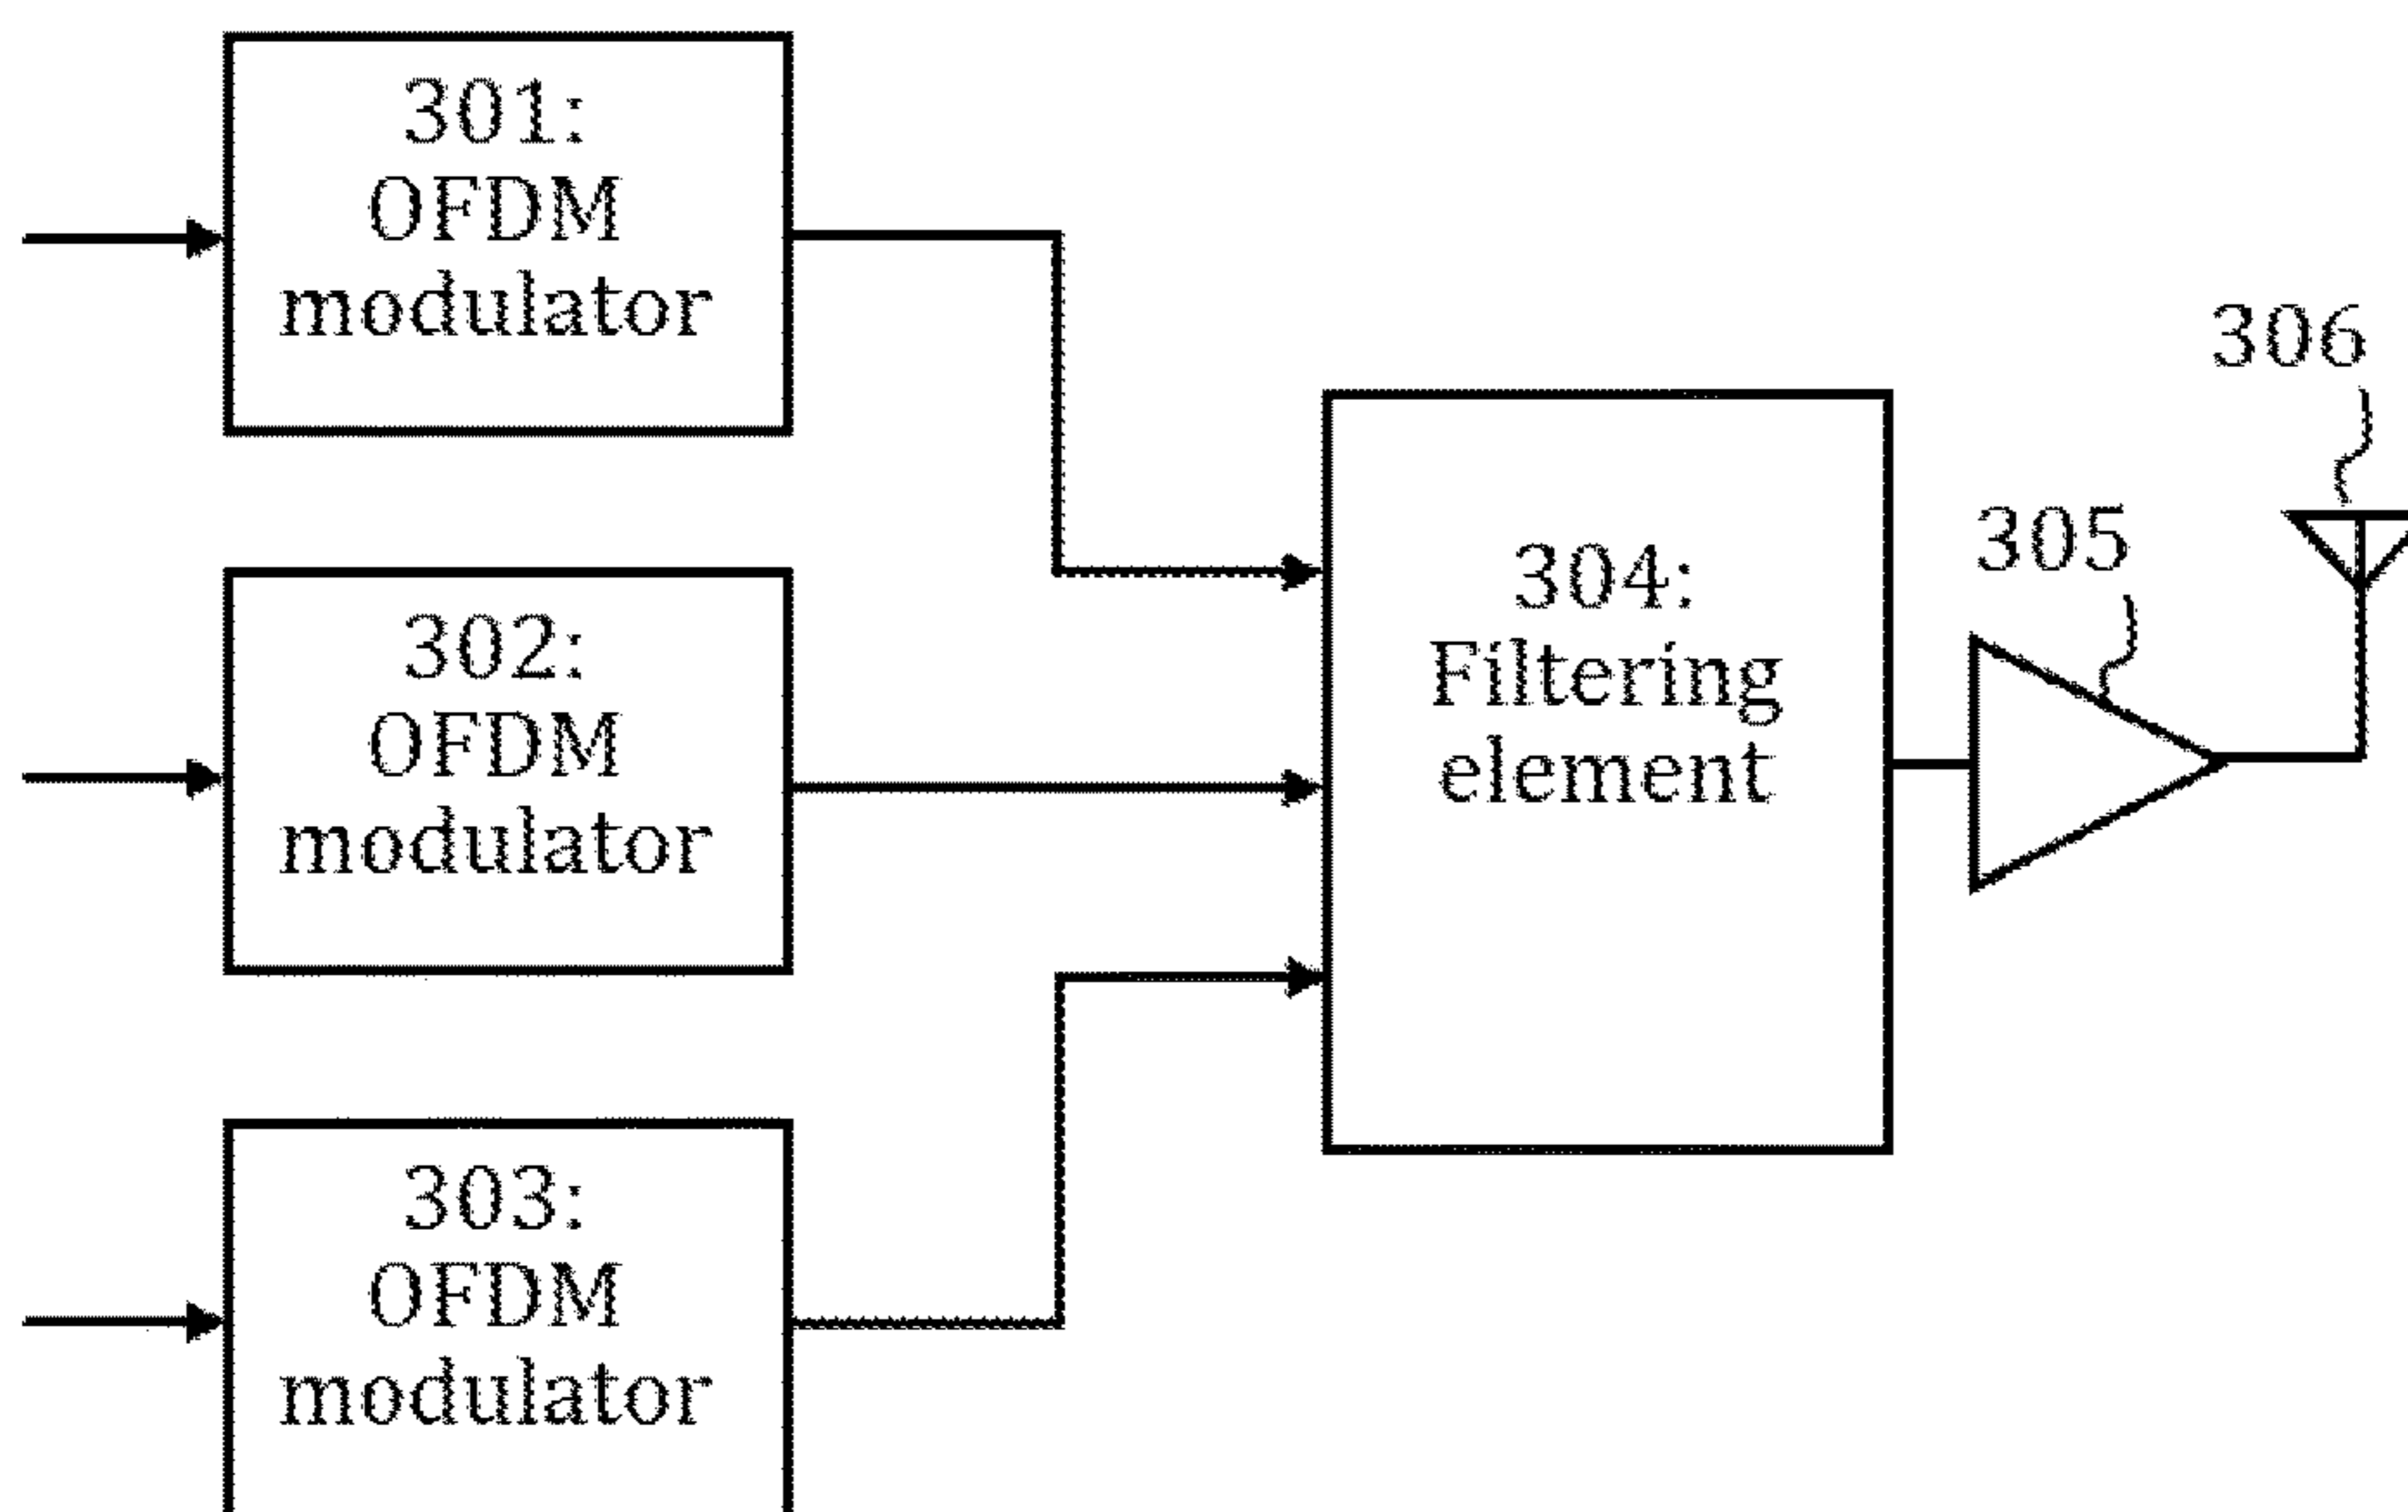 301:
OFDM
modulator
302:
OFDM
modulator
303:
OFDM
modulator
304:
Filtering
element
305
306